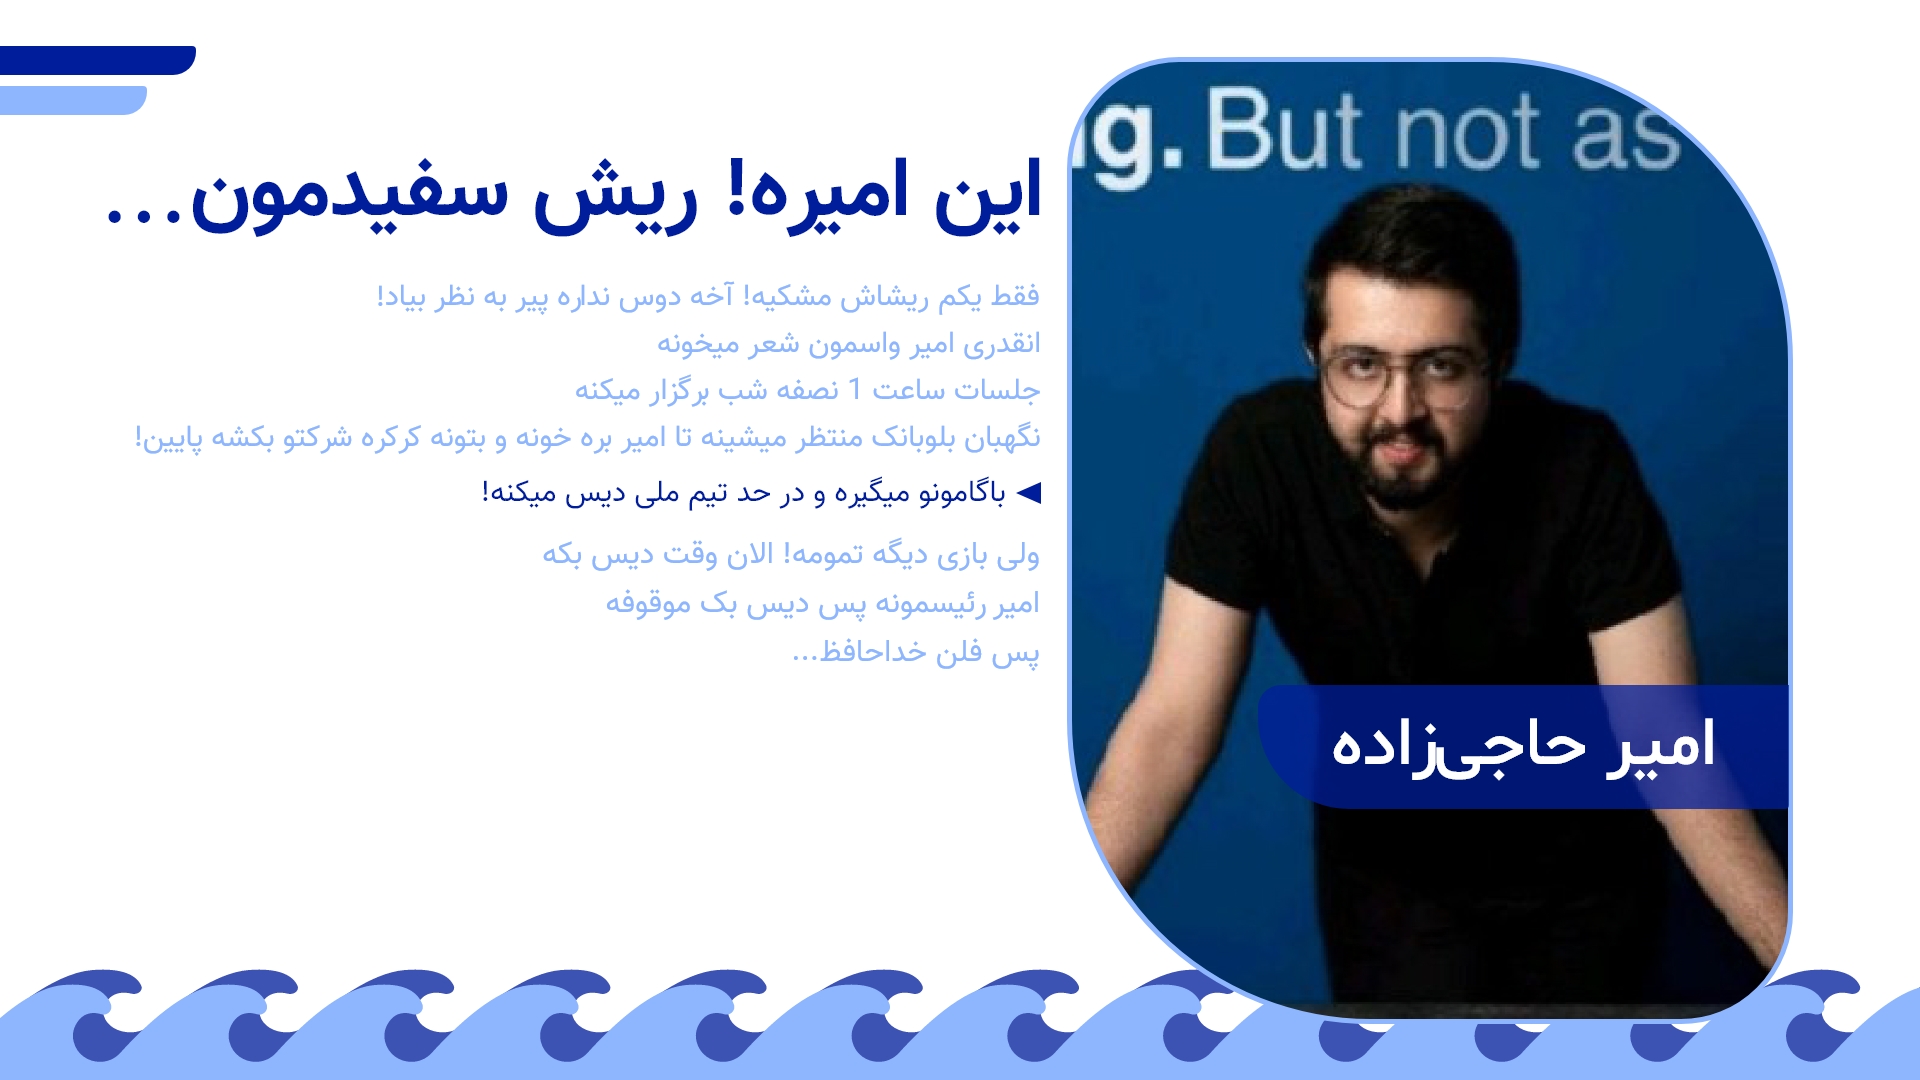 این امیره! ریش سفیدمون...
فقط یکم ریشاش مشکیه! آخه دوس نداره پیر به نظر بیاد!
انقدری امیر واسمون شعر میخونه
جلسات ساعت 1 نصفه شب برگزار میکنه
نگهبان بلوبانک منتظر میشینه تا امیر بره خونه و بتونه کرکره شرکتو بکشه پایین!
◀ باگامونو میگیره و در حد تیم ملی دیس میکنه!
ولی بازی دیگه تمومه! الان وقت دیس بکه
امیر رئیسمونه پس دیس بک موقوفه
پس فلن خداحافظ...
g. But not as
امیر حاجی‌زاده